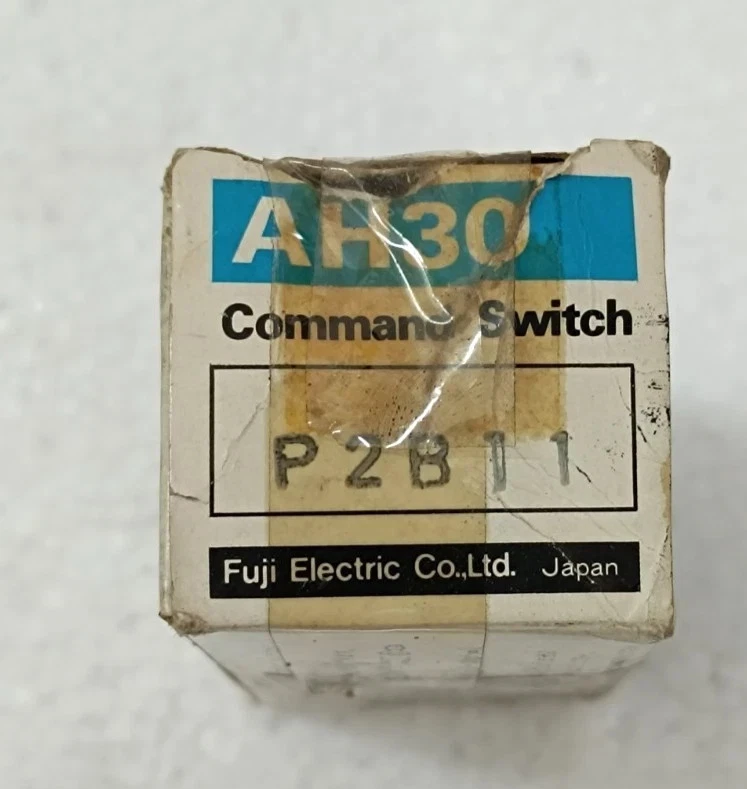 AH30
Command Switch
P2B11
Fuji Electric Co.,Ltd. Japan